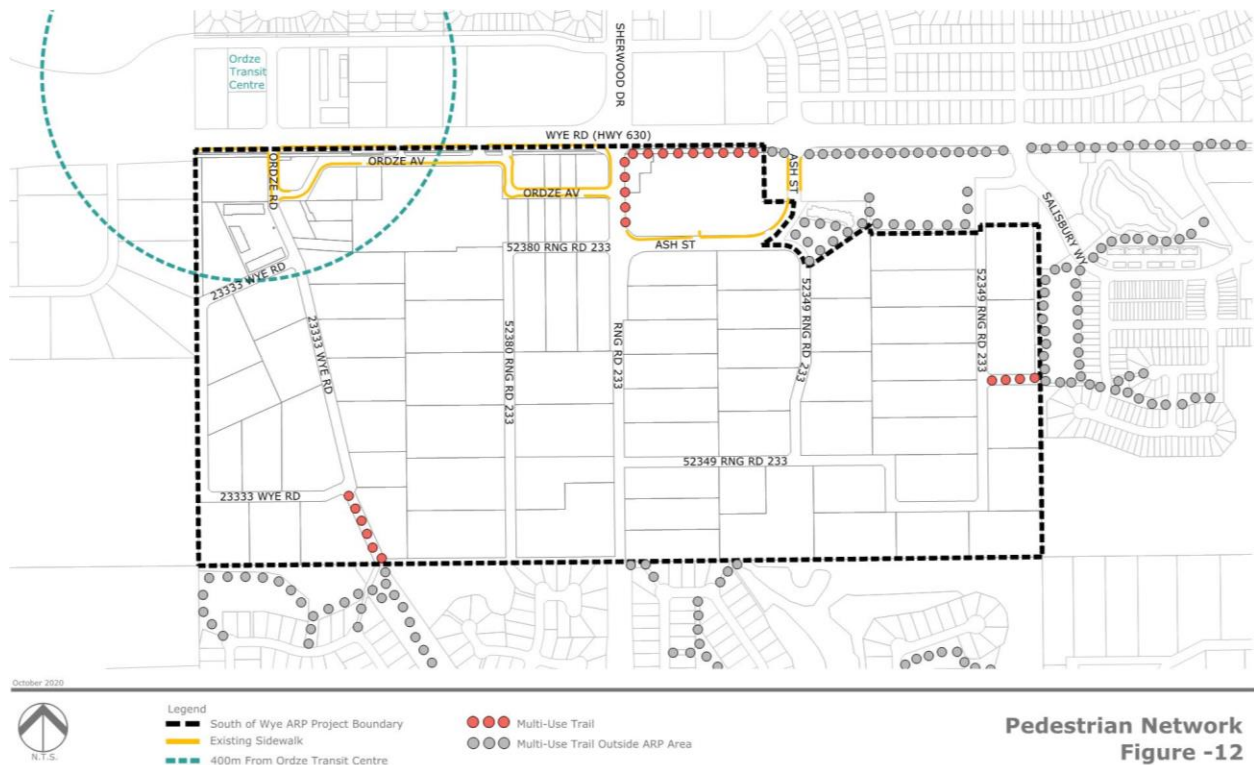 Ordze
Transit
Centre
SHERWOOD DR
WYE RD (HWY 630)
ORDZE RD
ORDZE AV
ORDZE AV
ASH ST
SALISBURY WY
ASH ST
52380 RNG RD 233
23333 WYE RD
23333 WYE RD
52380 RNG RD 233
RNG RD 233
52349 RNG RD 233
52349 RNG RD 233
52349 RNG RD 233
23333 WYE RD
October 2020
N.T.S.
Legend
South of Wye ARP Project Boundary
Existing Sidewalk
400m From Ordze Transit Centre
Multi-Use Trail
Multi-Use Trail Outside ARP Area
Pedestrian Network
Figure -12